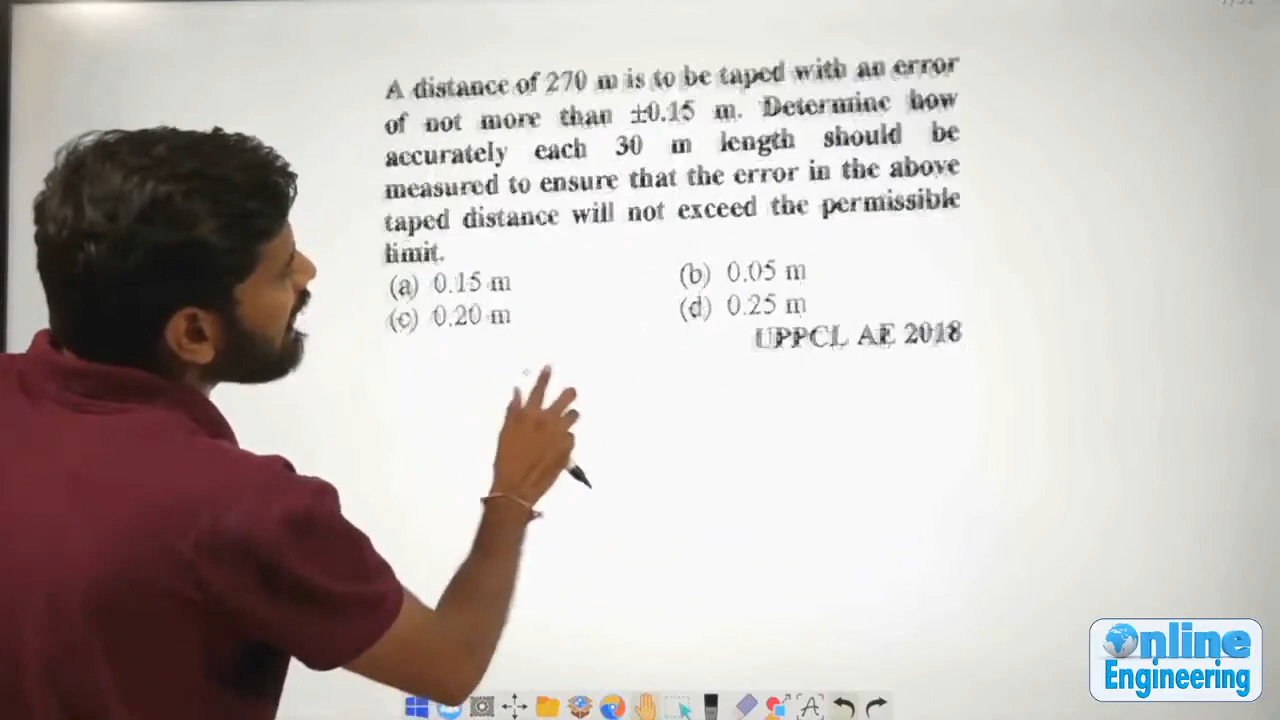 A distance of 270 m is to be taped with an error
of not more than ±0.15 m. Determine how
accurately each 30 m length should be
measured to ensure that the error in the above
taped distance will not exceed the permissible
limit.
(a) 0.15 m (b) 0.05 m
(c) 0.20 m (d) 0.25 m
UPPCL AE 2018
Online
Engineering